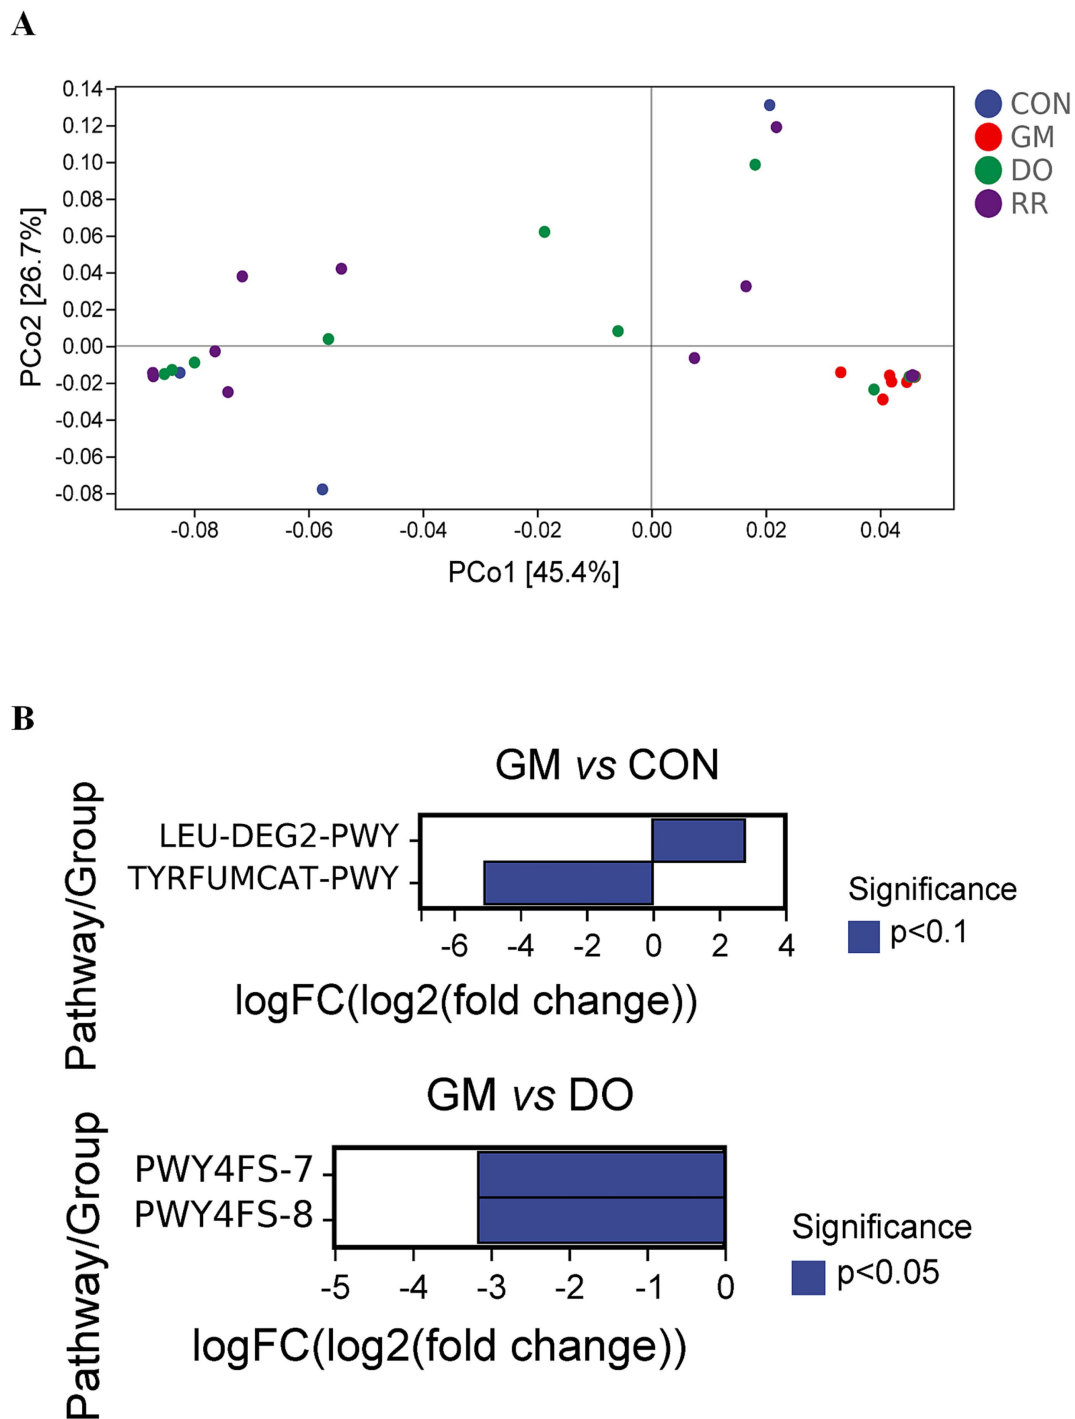 A
0.14
0.12
0.10
0.08
0.06
0.04
0.02
0.00
-0.02
-0.04
-0.06
-0.08
PCo2 [26.7%]
-0.08 -0.06 -0.04 -0.02 0.00 0.02 0.04
PCo1 [45.4%]
CON
GM
DO
RR
B
GM vs CON
Pathway/Group
LEU-DEG2-PWY
TYRFUMCAT-PWY
-6 -4 -2 0 2 4
logFC(log2(fold change))
Significance
p<0.1
GM vs DO
Pathway/Group
PWY4FS-7
PWY4FS-8
-5 -4 -3 -2 -1 0
logFC(log2(fold change))
Significance
p<0.05